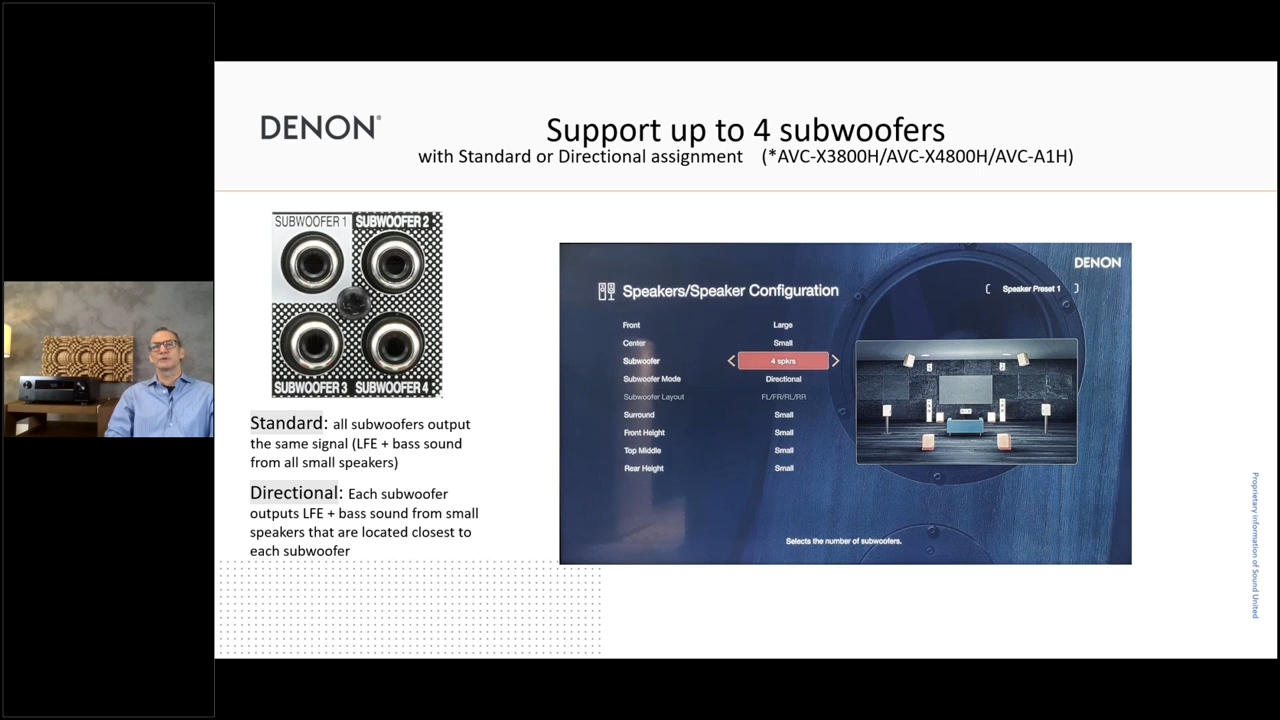 DENON®
Support up to 4 subwoofers
with Standard or Directional assignment (*AVC-X3800H/AVC-X4800H/AVC-A1H)
SUBWOOFER 1 SUBWOOFER 2
SUBWOOFER 3 SUBWOOFER 4
Standard: all subwoofers output
the same signal (LFE + bass sound
from all small speakers)
Directional: Each subwoofer
outputs LFE + bass sound from small
speakers that are located closest to
each subwoofer
DENON
Speakers/Speaker Configuration
[ Speaker Preset 1 ]
Front Large
Center Small
Subwoofer < 4 spkrs >
Subwoofer Mode Directional
Subwoofer Layout FL/FR/RL/RR
Surround Small
Front Height Small
Top Middle Small
Rear Height Small
Selects the number of subwoofers.
Proprietary information of Sound United